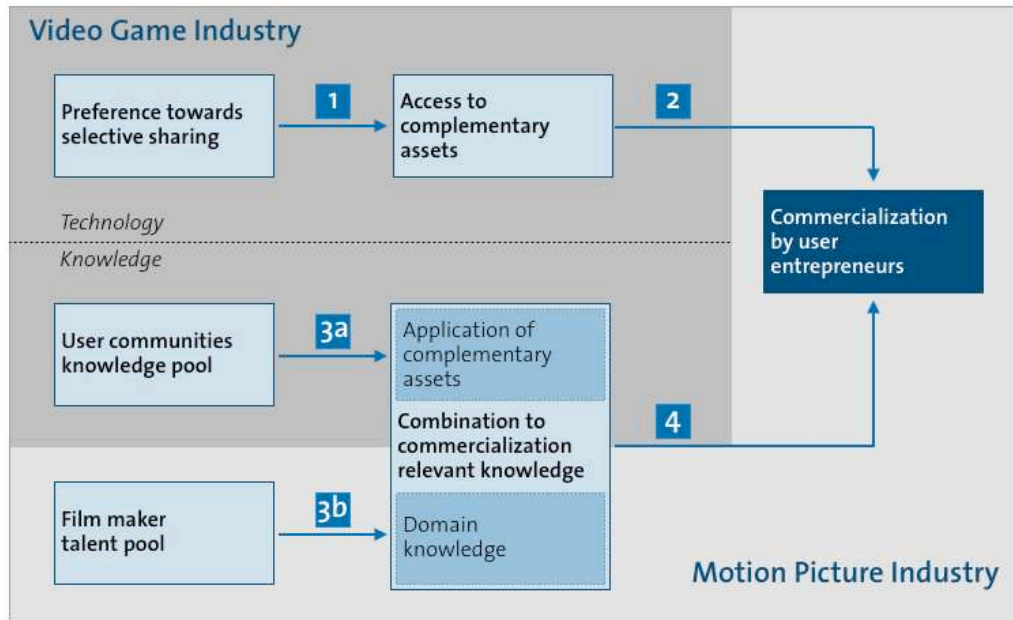 Video Game Industry
Preference towards
selective sharing
1
Access to
complementary
assets
2
Technology
Knowledge
Commercialization
by user
entrepreneurs
User communities
knowledge pool
3a
Application of
complementary
assets
Combination to
commercialization
relevant knowledge
4
Film maker
talent pool
3b
Domain
knowledge
Motion Picture Industry